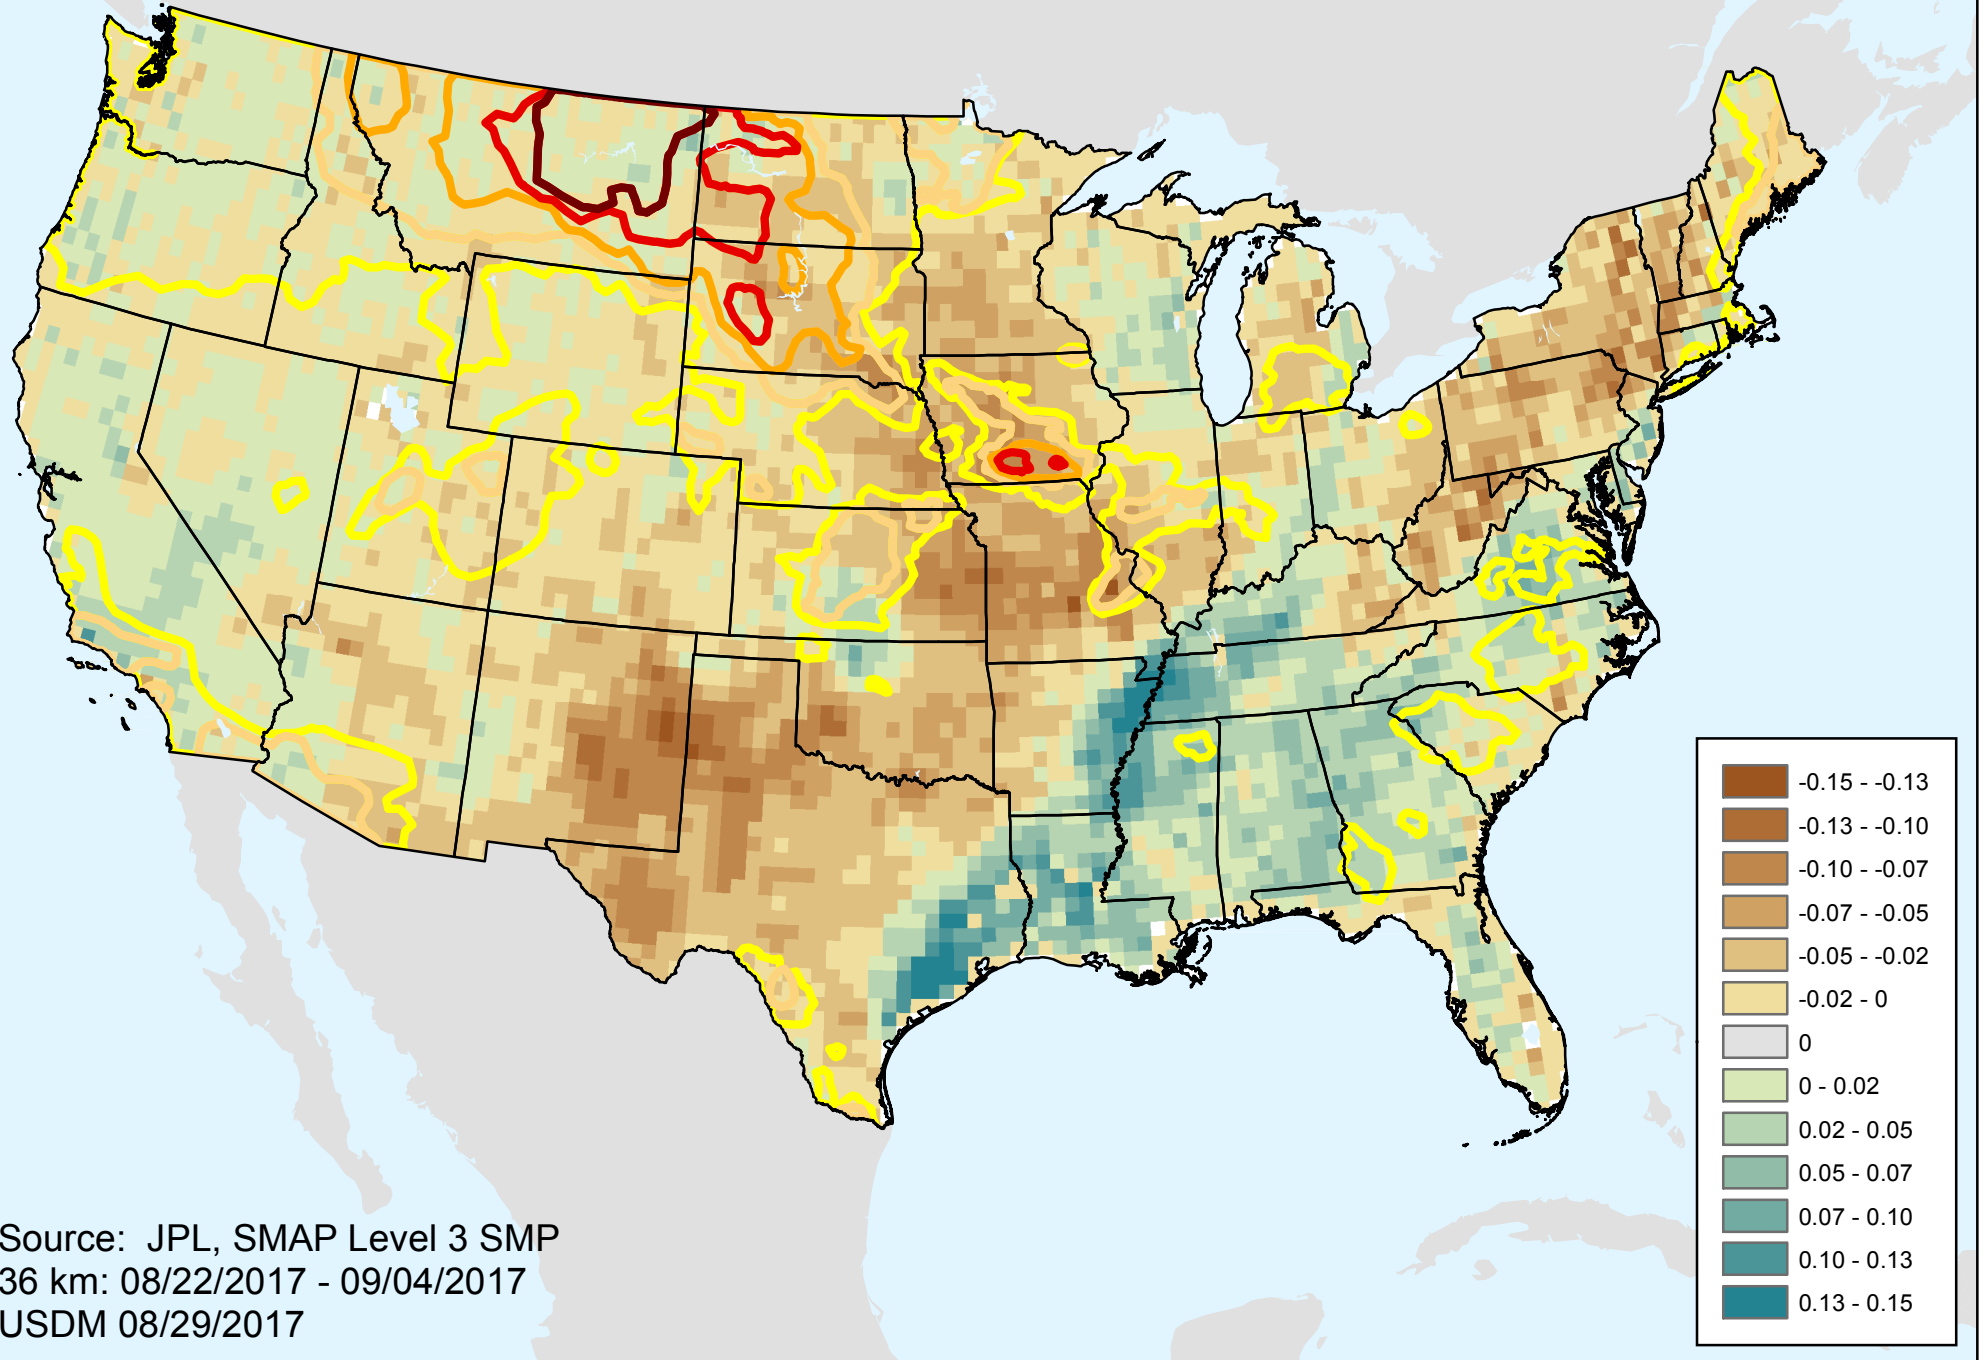 -0.15 - -0.13
-0.13 - -0.10
-0.10 - -0.07
-0.07 - -0.05
-0.05 - -0.02
-0.02 - 0
0
0 - 0.02
0.02 - 0.05
0.05 - 0.07
0.07 - 0.10
0.10 - 0.13
0.13 - 0.15
Source: JPL, SMAP Level 3 SMP
36 km: 08/22/2017 - 09/04/2017
USDM 08/29/2017